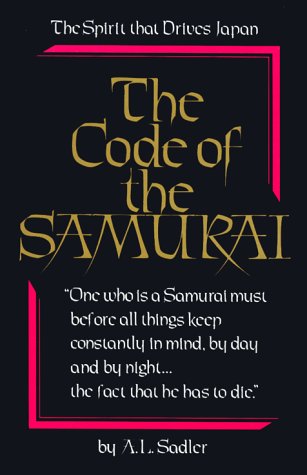 The Spirit that Drives Japan
The
Code of
the
SAMURAI
“One who is a Samurai must
before all things keep
constantly in mind, by day
and by night...
the fact that he has to die.”
by A.L. Sadler